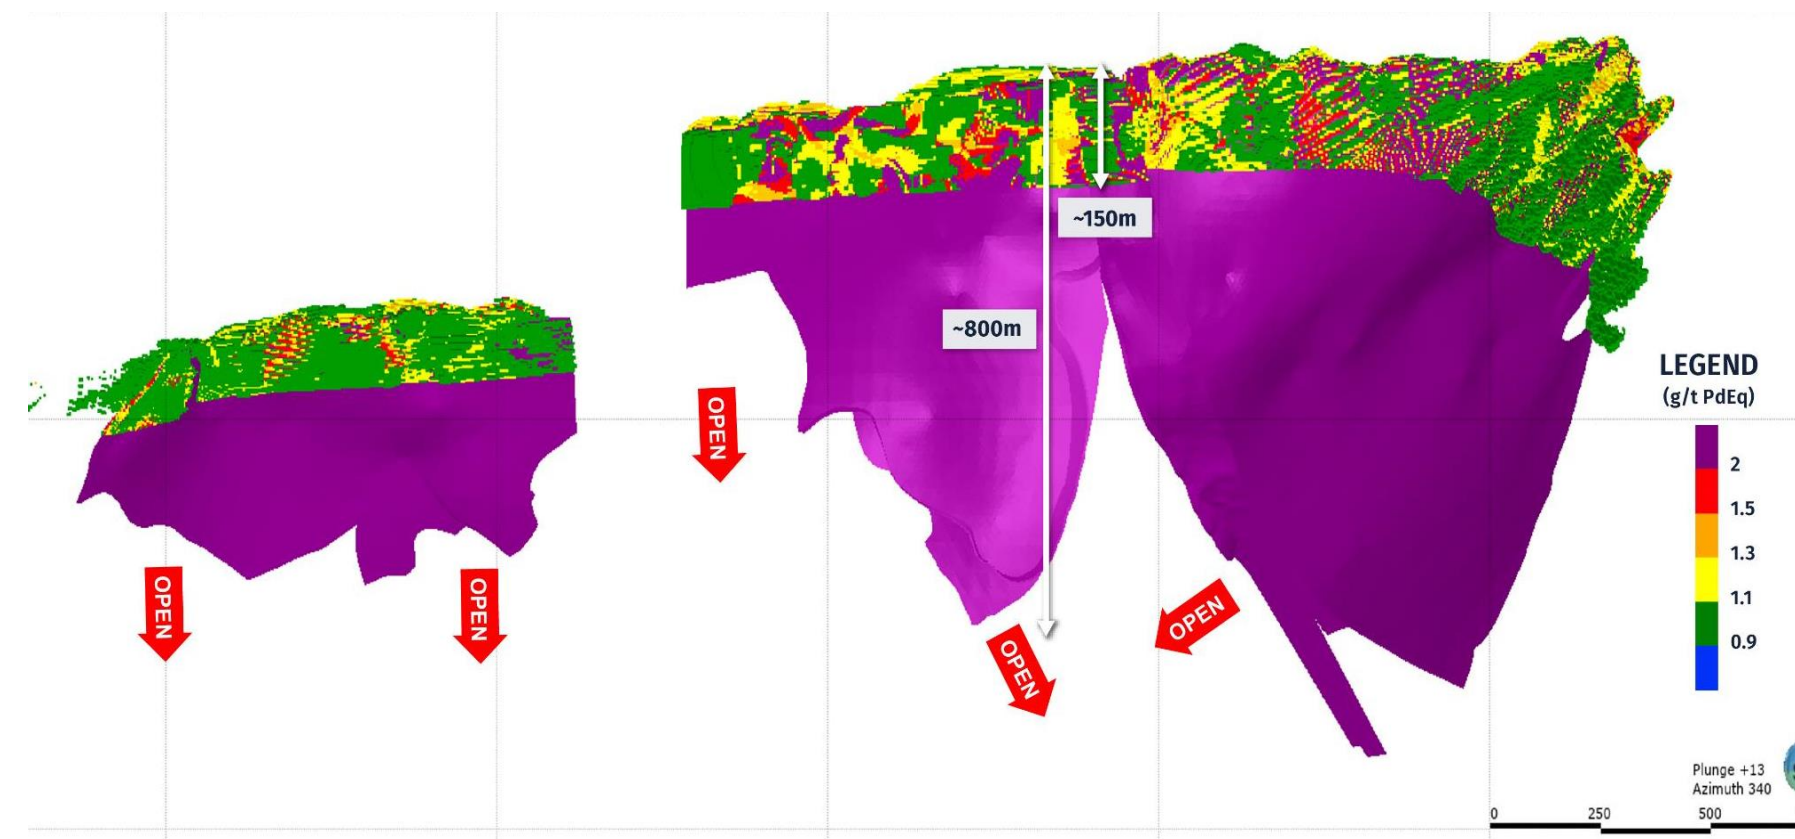 ~150m
~800m
OPEN
OPEN
OPEN
OPEN
OPEN
LEGEND
(g/t PdEq)
2
1.5
1.3
1.1
0.9
Plunge +13
Azimuth 340
0 250 500